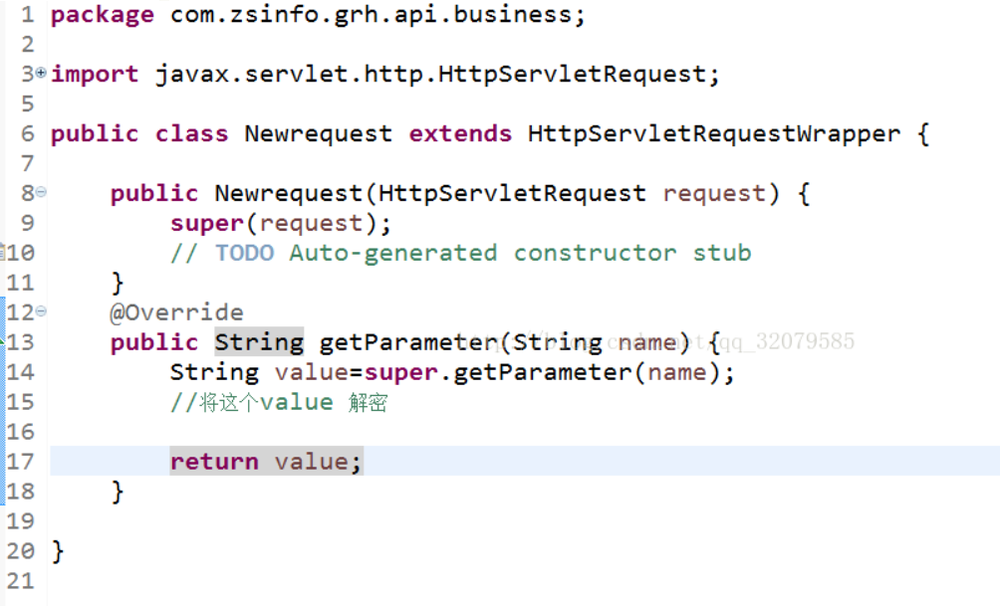 1 package com.zsinfo.grh.api.business;
2
3 import javax.servlet.http.HttpServletRequest;
5
6 public class Newrequest extends HttpServletRequestWrapper {
7
8 public Newrequest(HttpServletRequest request) {
9 super(request);
10 // TODO Auto-generated constructor stub
11 }
12 @Override
13 public String getParameter(String name) {
14 String value=super.getParameter(name);
15 //将这个value 解密
16
17 return value;
18 }
19
20 }
21